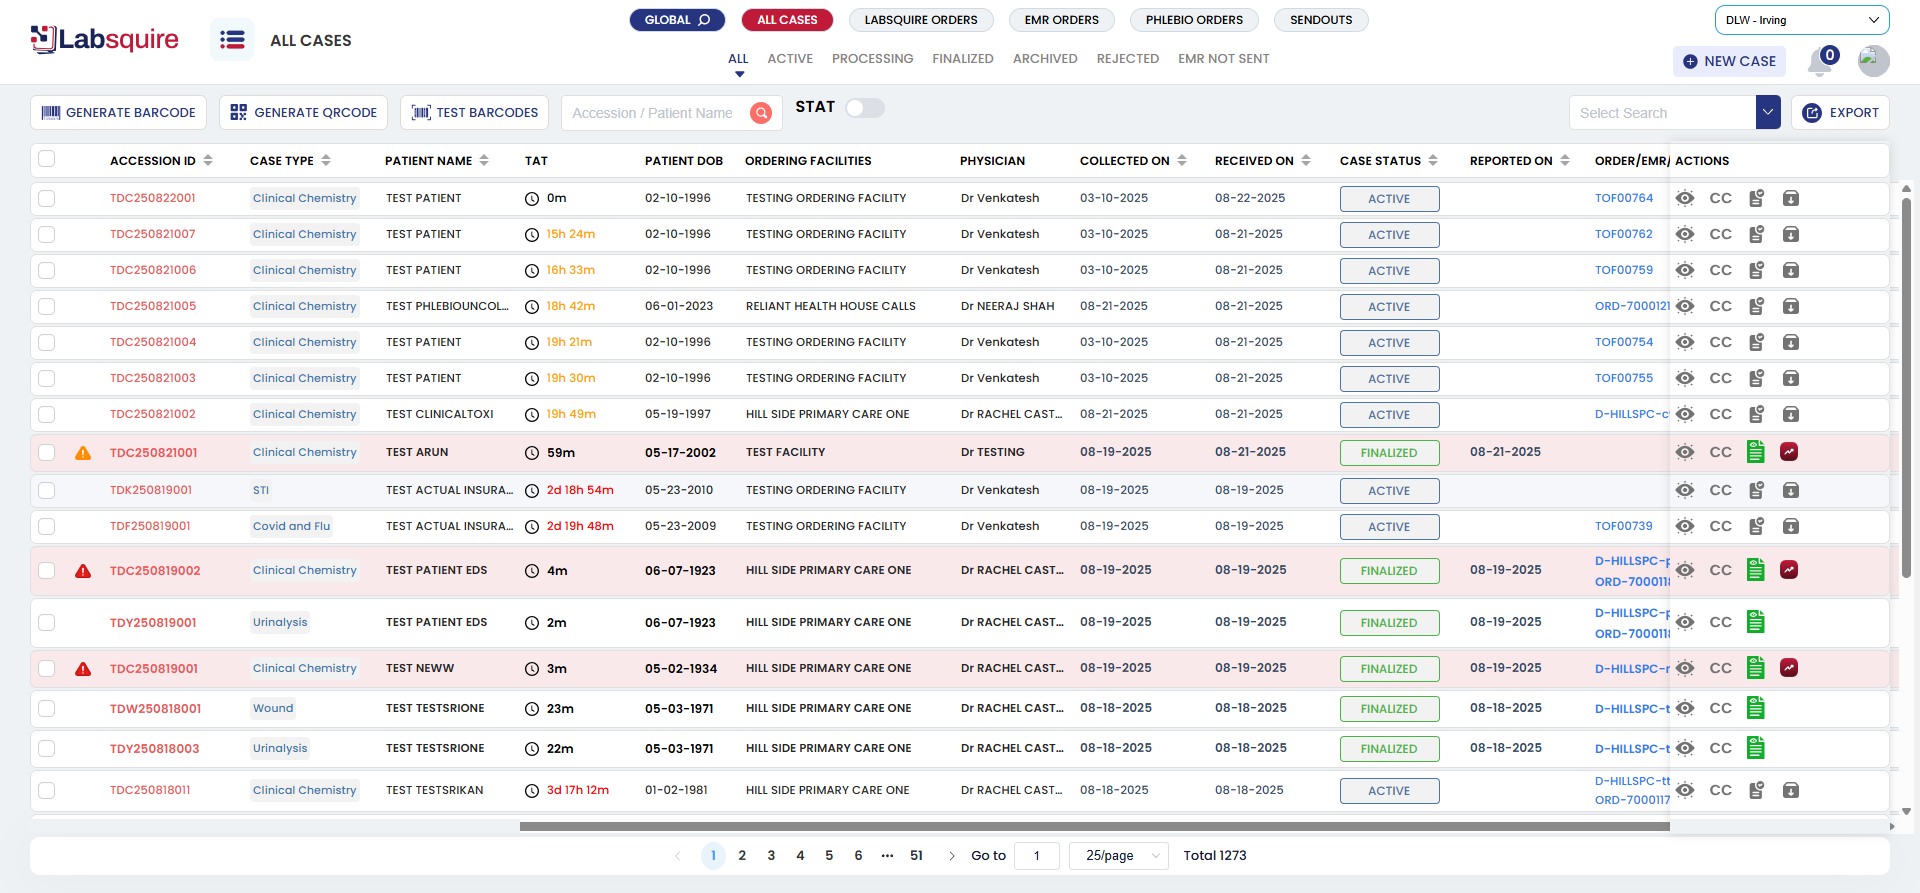 Labsquire
ALL CASES
GLOBAL
ALL CASES
LABSQUIRE ORDERS
EMR ORDERS
PHLEBIO ORDERS
SENDOUTS
DLW - Irving
ALL ACTIVE PROCESSING FINALIZED ARCHIVED REJECTED EMR NOT SENT
NEW CASE
0
GENERATE BARCODE
GENERATE QRCODE
TEST BARCODES
Accession / Patient Name
STAT
Select Search
EXPORT
ACCESSION ID CASE TYPE PATIENT NAME TAT PATIENT DOB ORDERING FACILITIES PHYSICIAN COLLECTED ON RECEIVED ON CASE STATUS REPORTED ON ORDER/EMR/ ACTIONS
TDC250822001 Clinical Chemistry TEST PATIENT 0m 02-10-1996 TESTING ORDERING FACILITY Dr Venkatesh 03-10-2025 08-22-2025 ACTIVE TOF00764 CC
TDC250821007 Clinical Chemistry TEST PATIENT 15h 24m 02-10-1996 TESTING ORDERING FACILITY Dr Venkatesh 03-10-2025 08-21-2025 ACTIVE TOF00762 CC
TDC250821006 Clinical Chemistry TEST PATIENT 16h 33m 02-10-1996 TESTING ORDERING FACILITY Dr Venkatesh 03-10-2025 08-21-2025 ACTIVE TOF00759 CC
TDC250821005 Clinical Chemistry TEST PHLEBIOUNCOL... 18h 42m 06-01-2023 RELIANT HEALTH HOUSE CALLS Dr NEERAJ SHAH 08-21-2025 08-21-2025 ACTIVE ORD-7000121 CC
TDC250821004 Clinical Chemistry TEST PATIENT 19h 21m 02-10-1996 TESTING ORDERING FACILITY Dr Venkatesh 03-10-2025 08-21-2025 ACTIVE TOF00754 CC
TDC250821003 Clinical Chemistry TEST PATIENT 19h 30m 02-10-1996 TESTING ORDERING FACILITY Dr Venkatesh 03-10-2025 08-21-2025 ACTIVE TOF00755 CC
TDC250821002 Clinical Chemistry TEST CLINICALTOXI 19h 49m 05-19-1997 HILL SIDE PRIMARY CARE ONE Dr RACHEL CAST... 08-21-2025 08-21-2025 ACTIVE D-HILLSPC-c CC
TDC250821001 Clinical Chemistry TEST ARUN 59m 05-17-2002 TEST FACILITY Dr TESTING 08-19-2025 08-21-2025 FINALIZED 08-21-2025 CC
TDK250819001 STI TEST ACTUAL INSURA... 2d 18h 54m 05-23-2010 TESTING ORDERING FACILITY Dr Venkatesh 08-19-2025 08-19-2025 ACTIVE CC
TDF250819001 Covid and Flu TEST ACTUAL INSURA... 2d 19h 48m 05-23-2009 TESTING ORDERING FACILITY Dr Venkatesh 08-19-2025 08-19-2025 ACTIVE TOF00739 CC
TDC250819002 Clinical Chemistry TEST PATIENT EDS 4m 06-07-1923 HILL SIDE PRIMARY CARE ONE Dr RACHEL CAST... 08-19-2025 08-19-2025 FINALIZED 08-19-2025 D-HILLSPC-p CC
ORD-7000118
TDY250819001 Urinalysis TEST PATIENT EDS 2m 06-07-1923 HILL SIDE PRIMARY CARE ONE Dr RACHEL CAST... 08-19-2025 08-19-2025 FINALIZED 08-19-2025 D-HILLSPC-p CC
ORD-7000118
TDC250819001 Clinical Chemistry TEST NEWW 3m 05-02-1934 HILL SIDE PRIMARY CARE ONE Dr RACHEL CAST... 08-19-2025 08-19-2025 FINALIZED 08-19-2025 D-HILLSPC-r CC
TDW250818001 Wound TEST TESTSRIONE 23m 05-03-1971 HILL SIDE PRIMARY CARE ONE Dr RACHEL CAST... 08-18-2025 08-18-2025 FINALIZED 08-18-2025 D-HILLSPC-t CC
TDY250818003 Urinalysis TEST TESTSRIONE 22m 05-03-1971 HILL SIDE PRIMARY CARE ONE Dr RACHEL CAST... 08-18-2025 08-18-2025 FINALIZED 08-18-2025 D-HILLSPC-t CC
TDC250818011 Clinical Chemistry TEST TESTSRIKAN 3d 17h 12m 01-02-1981 HILL SIDE PRIMARY CARE ONE Dr RACHEL CAST... 08-18-2025 08-18-2025 ACTIVE D-HILLSPC-tt CC
ORD-7000117
1 2 3 4 5 6 ... 51 Go to 1 25/page Total 1273